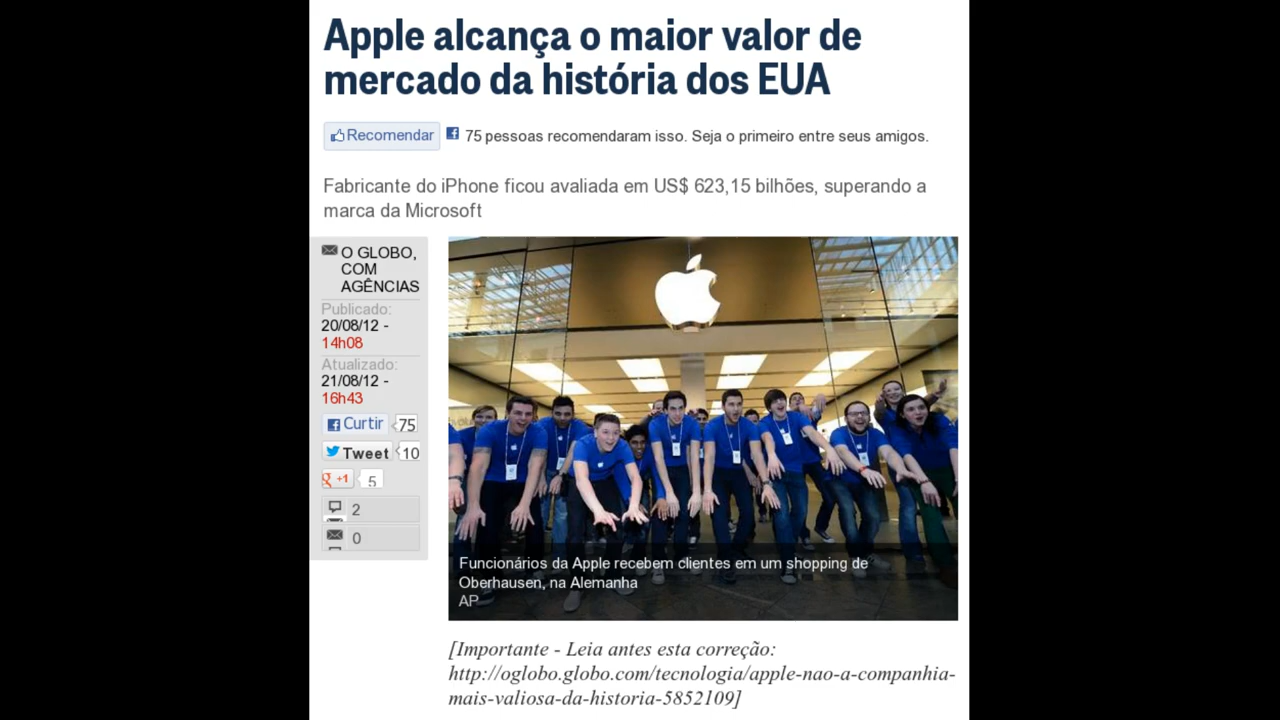 Apple alcança o maior valor de
mercado da história dos EUA
Recomendar
75 pessoas recomendaram isso. Seja o primeiro entre seus amigos.
Fabricante do iPhone ficou avaliada em US$ 623,15 bilhões, superando a
marca da Microsoft
O GLOBO,
COM
AGÊNCIAS
Publicado:
20/08/12 -
14h08
Atualizado:
21/08/12 -
16h43
Curtir 75
Tweet 10
g +1 5
2
0
Funcionários da Apple recebem clientes em um shopping de
Oberhausen, na Alemanha
AP
[Importante - Leia antes esta correção:
http://oglobo.globo.com/tecnologia/apple-nao-a-companhia-
mais-valiosa-da-historia-5852109]